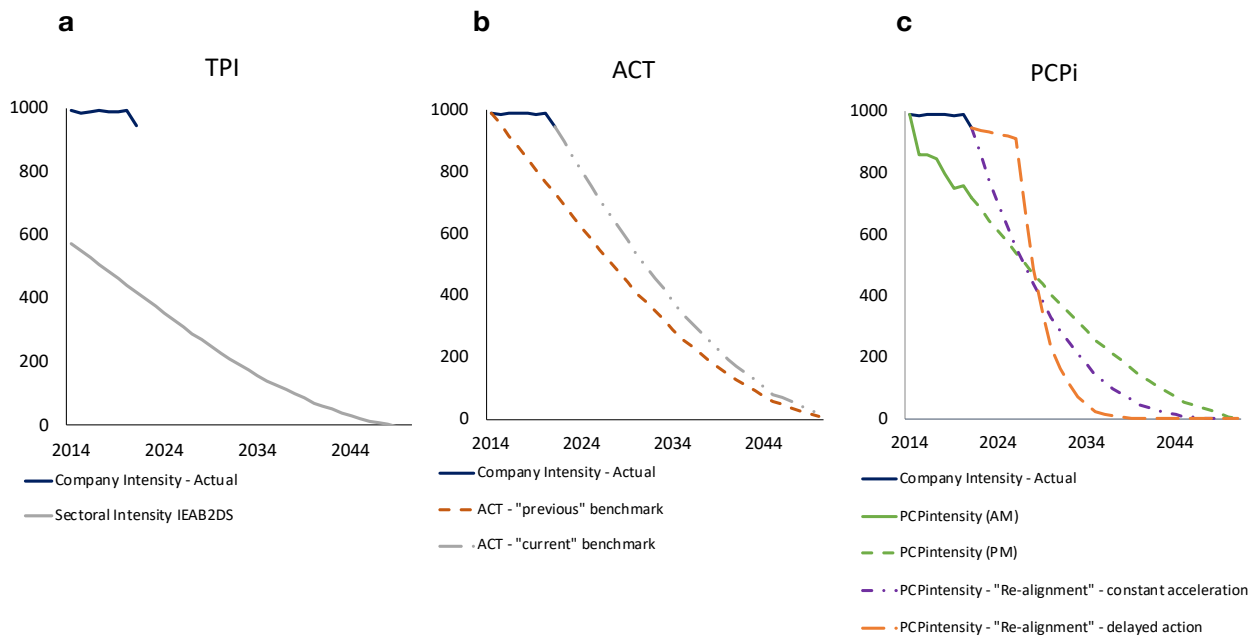 a
TPI
1000
800
600
400
200
0
2014 2024 2034 2044
Company Intensity - Actual
Sectoral Intensity IEAB2DS
b
ACT
1000
800
600
400
200
0
2014 2024 2034 2044
Company Intensity - Actual
ACT - "previous" benchmark
ACT - "current" benchmark
c
PCPi
1000
800
600
400
200
0
2014 2024 2034 2044
Company Intensity - Actual
PCPintensity (AM)
PCPintensity (PM)
PCPintensity - "Re-alignment" - constant acceleration
PCPintensity - "Re-alignment" - delayed action